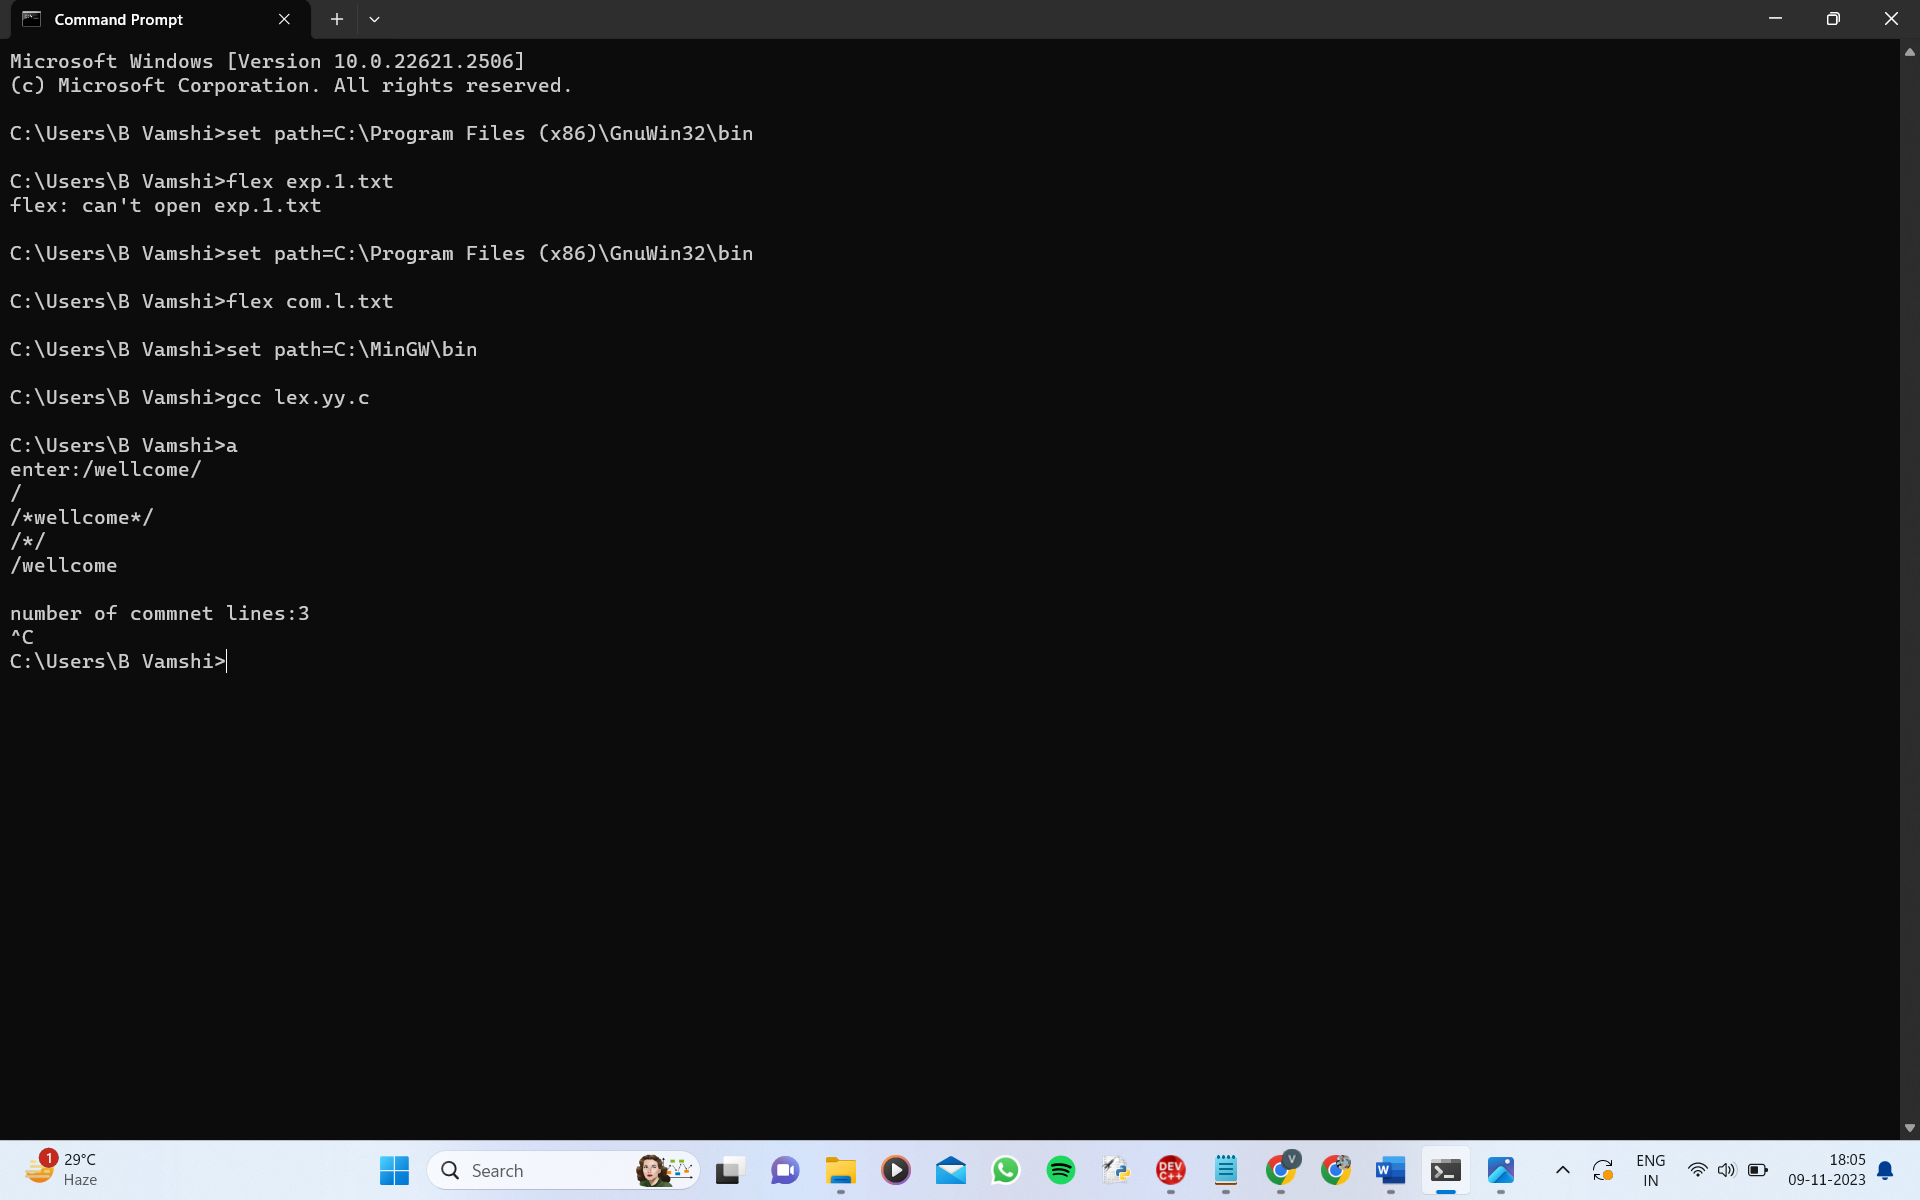 Command Prompt
Microsoft Windows [Version 10.0.22621.2506]
(c) Microsoft Corporation. All rights reserved.
C:\Users\B Vamshi>set path=C:\Program Files (x86)\GnuWin32\bin
C:\Users\B Vamshi>flex exp.1.txt
flex: can't open exp.1.txt
C:\Users\B Vamshi>set path=C:\Program Files (x86)\GnuWin32\bin
C:\Users\B Vamshi>flex com.l.txt
C:\Users\B Vamshi>set path=C:\MinGW\bin
C:\Users\B Vamshi>gcc lex.yy.c
C:\Users\B Vamshi>a
enter:/wellcome/
/
/*wellcome*/
/*/
/wellcome
number of commnet lines:3
^C
C:\Users\B Vamshi>
1
29°C
Haze
Search
DEV
C++
V
W
ENG
IN
18:05
09-11-2023